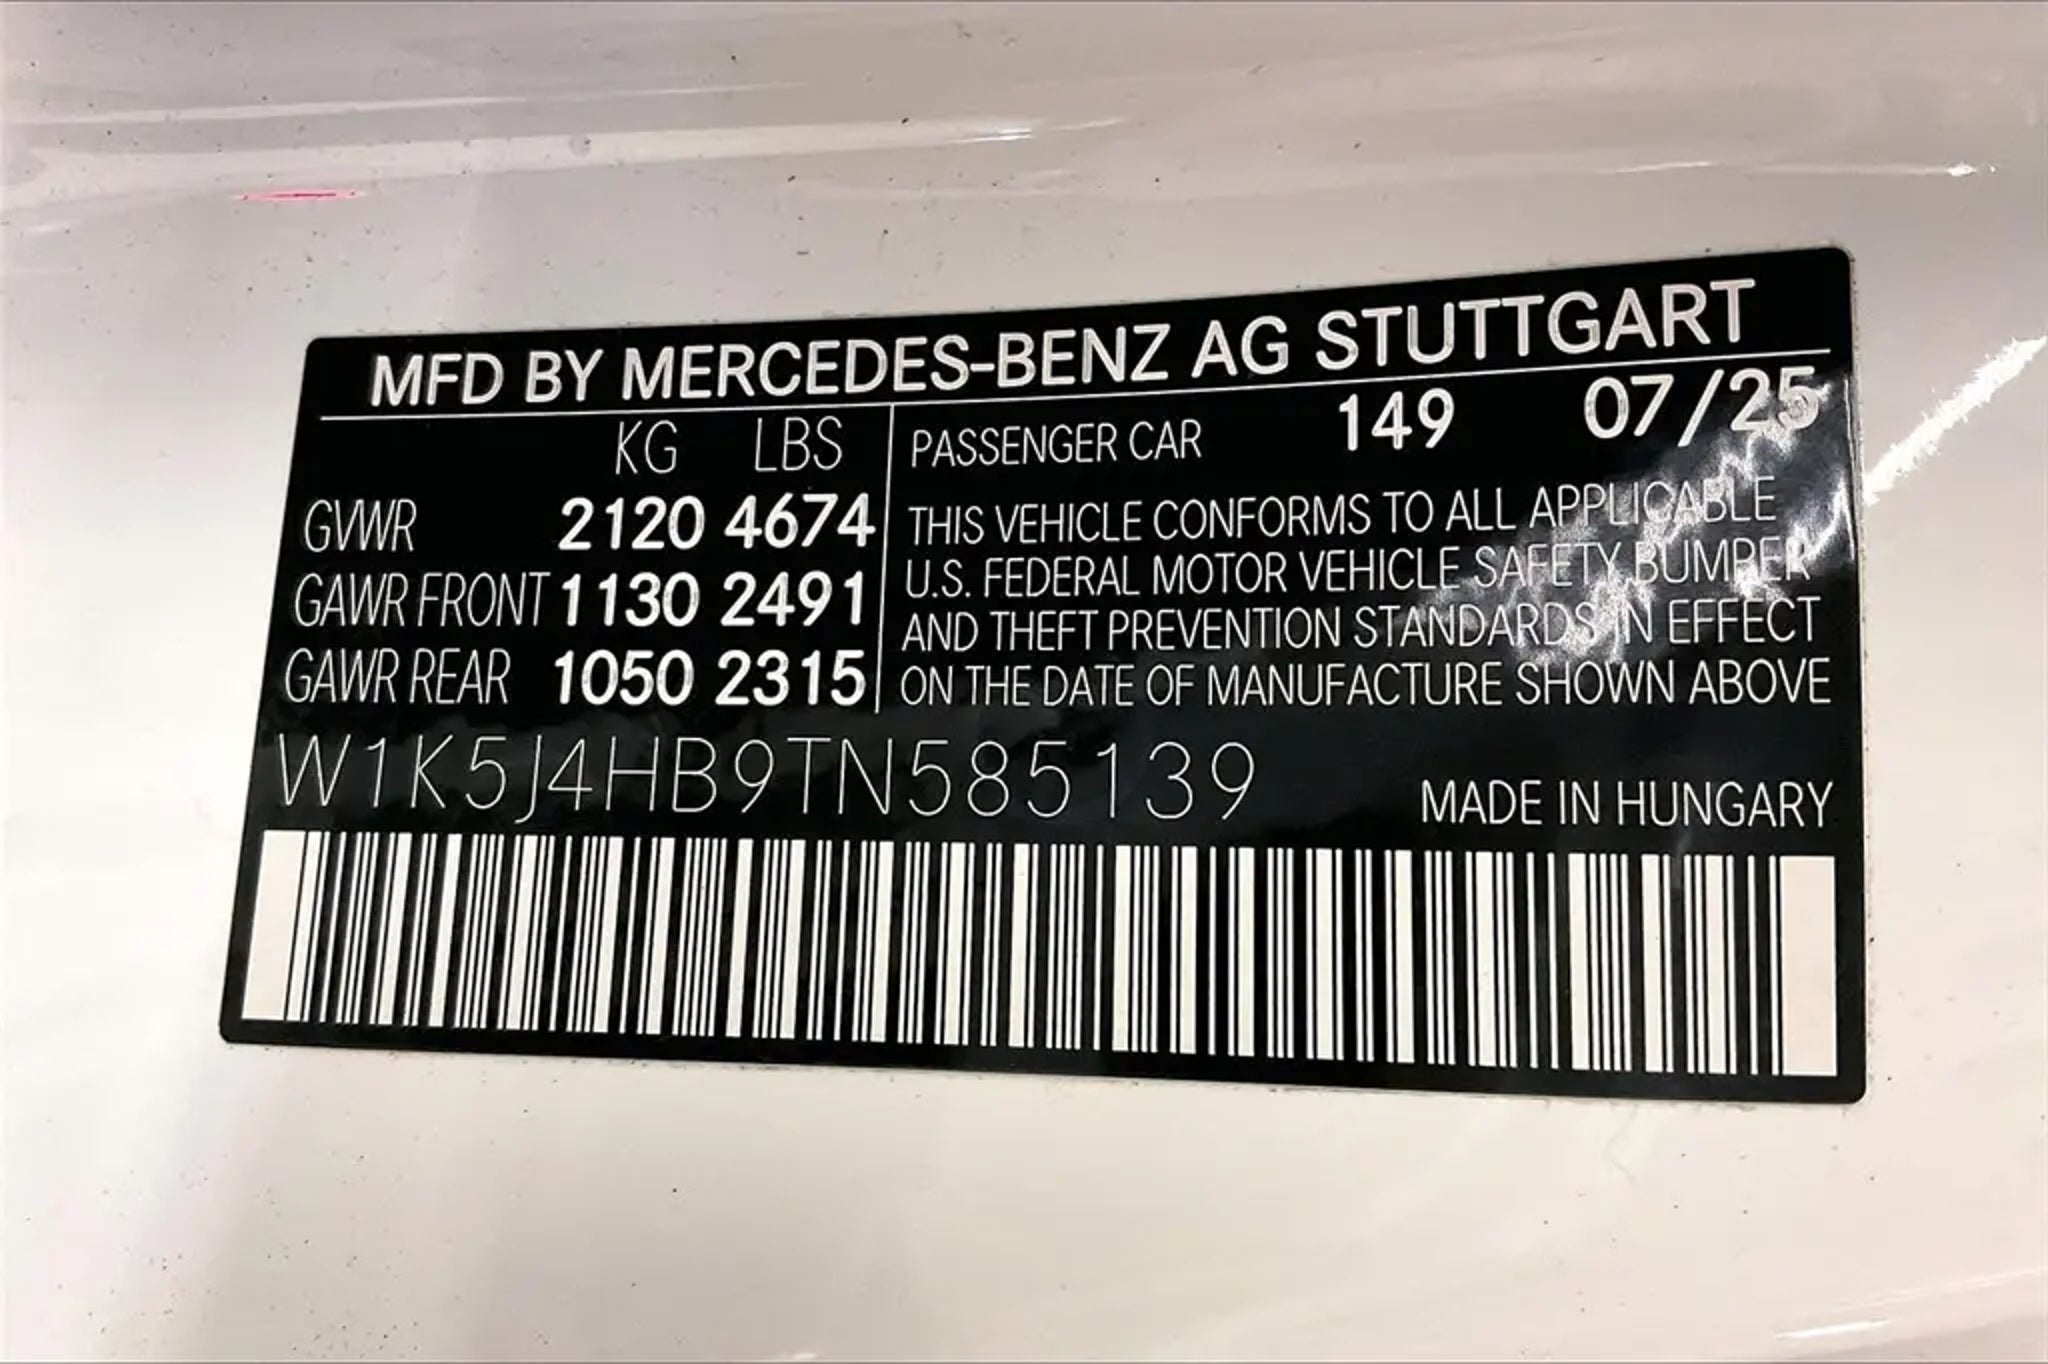 MFD BY MERCEDES-BENZ AG STUTTGART
KG LBS
GVWR 2120 4674
GAWR FRONT 1130 2491
GAWR REAR 1050 2315
PASSENGER CAR 149 07/25
THIS VEHICLE CONFORMS TO ALL APPLICABLE
U.S. FEDERAL MOTOR VEHICLE SAFETY BUMPER
AND THEFT PREVENTION STANDARDS IN EFFECT
ON THE DATE OF MANUFACTURE SHOWN ABOVE
W1K5J4HB9TN585139
MADE IN HUNGARY